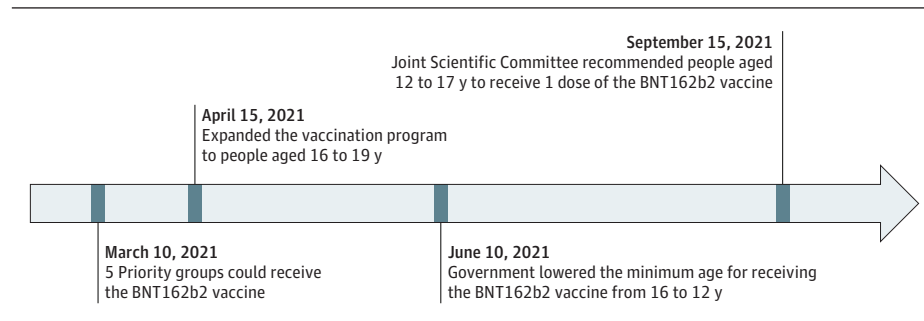 September 15, 2021
Joint Scientific Committee recommended people aged
12 to 17 y to receive 1 dose of the BNT162b2 vaccine
April 15, 2021
Expanded the vaccination program
to people aged 16 to 19 y
March 10, 2021
5 Priority groups could receive
the BNT162b2 vaccine
June 10, 2021
Government lowered the minimum age for receiving
the BNT162b2 vaccine from 16 to 12 y